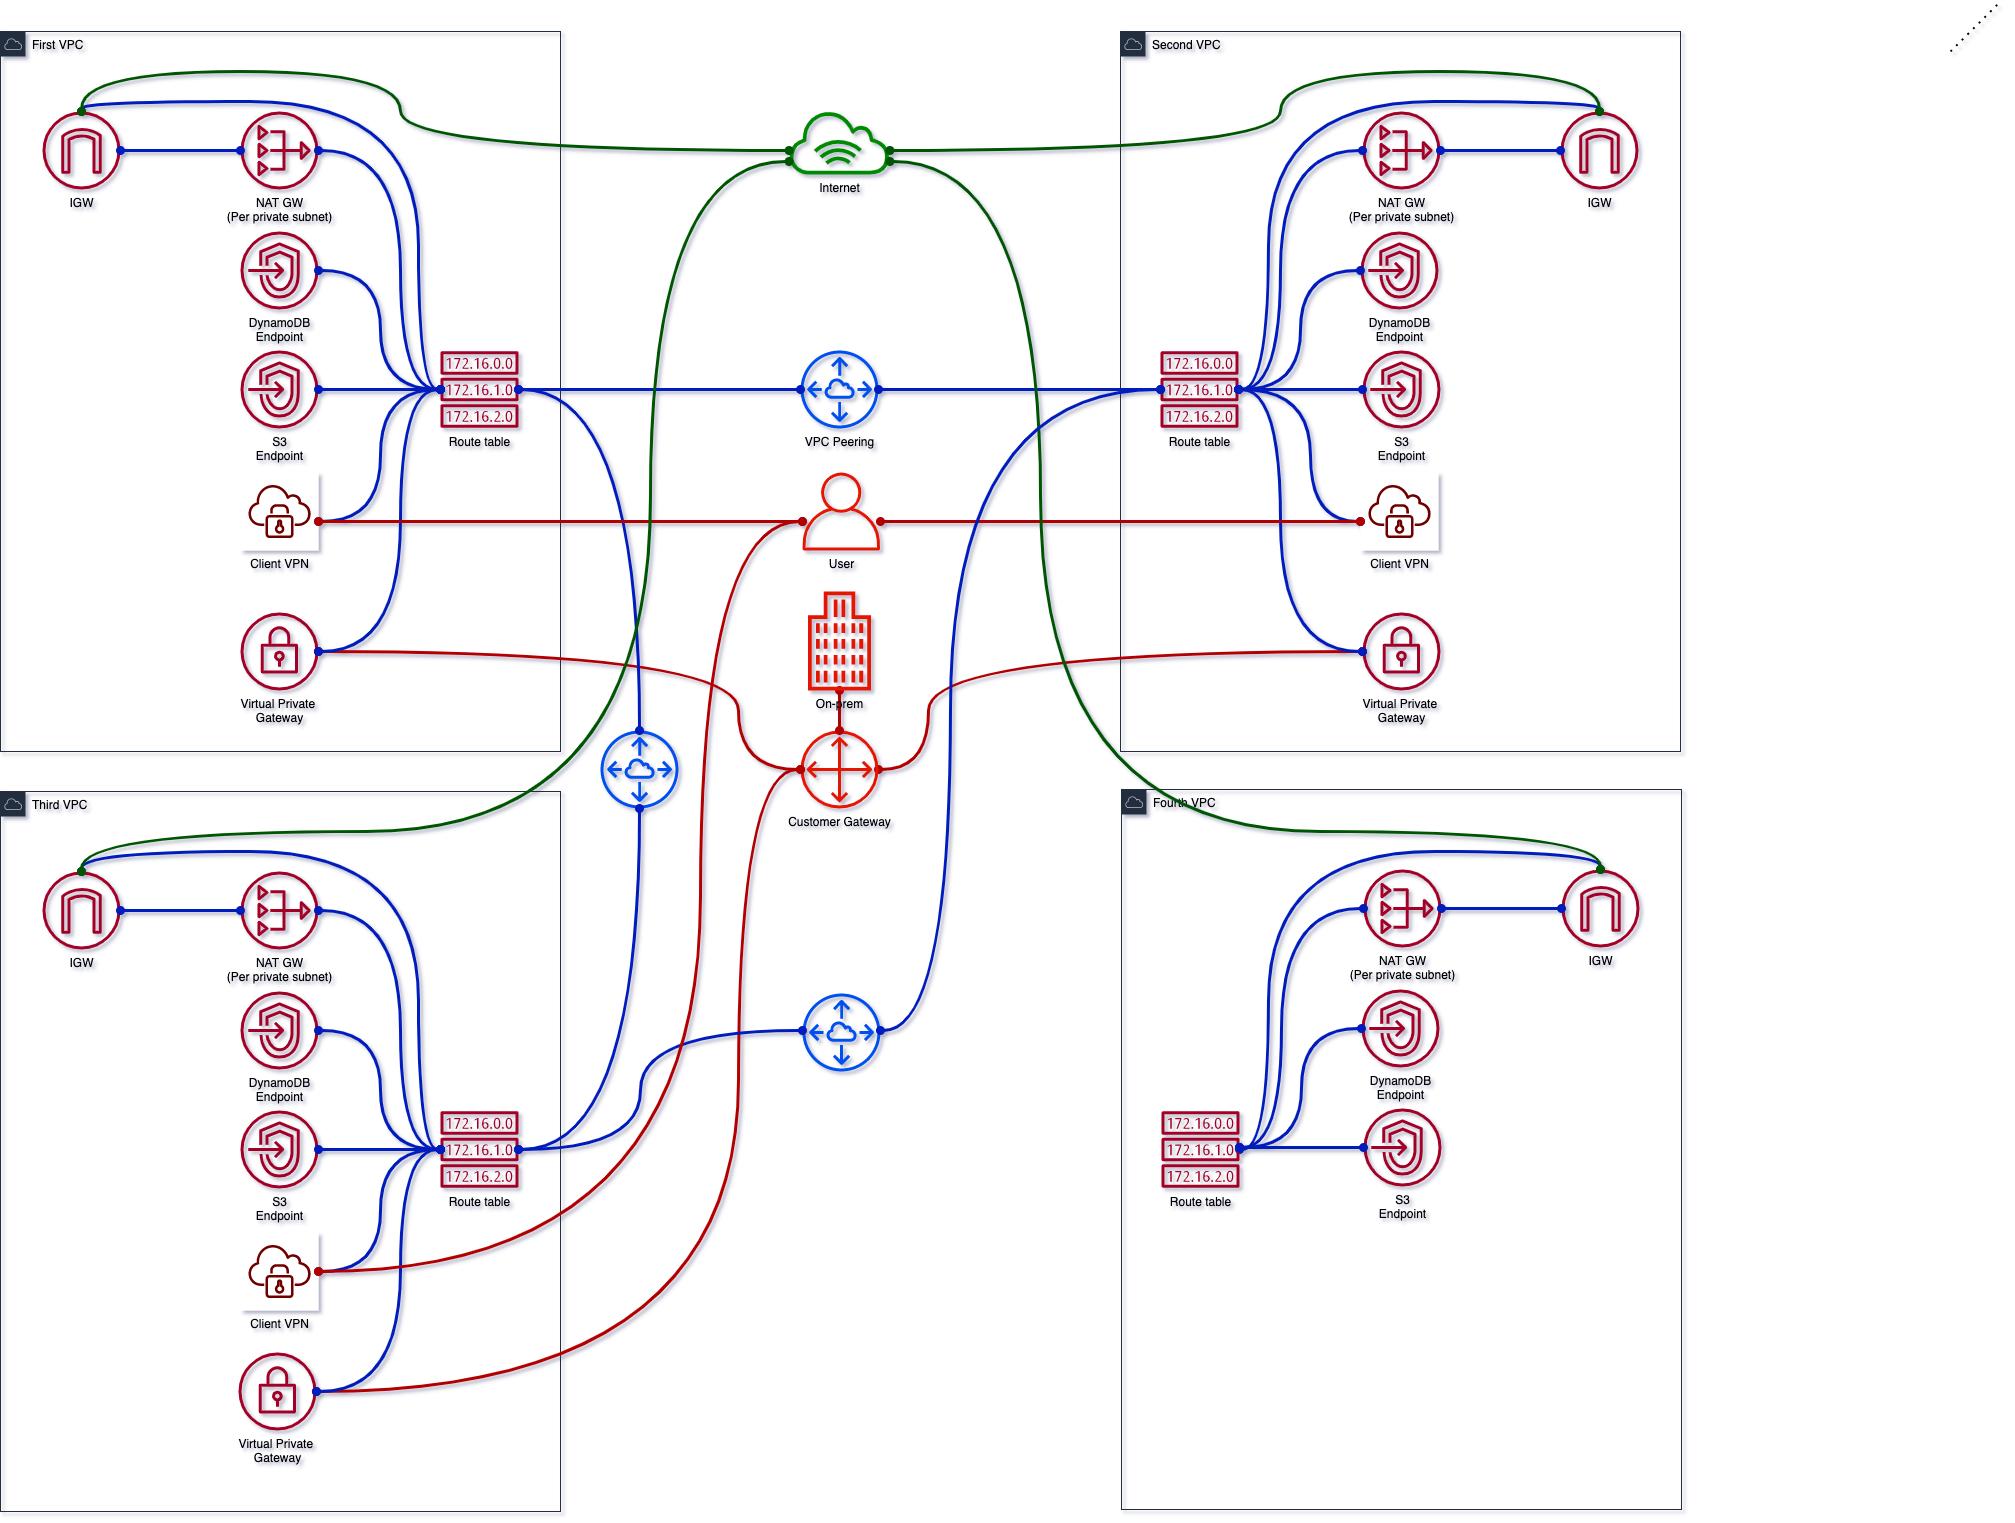 First VPC
IGW
NAT GW
(Per private subnet)
DynamoDB
Endpoint
S3
Endpoint
Client VPN
Virtual Private
Gateway
172.16.0.0
172.16.1.0
172.16.2.0
Route table
Internet
VPC Peering
User
On-prem
Customer Gateway
Second VPC
172.16.0.0
172.16.1.0
172.16.2.0
Route table
NAT GW
(Per private subnet)
IGW
DynamoDB
Endpoint
S3
Endpoint
Client VPN
Virtual Private
Gateway
Third VPC
IGW
NAT GW
(Per private subnet)
DynamoDB
Endpoint
S3
Endpoint
Client VPN
Virtual Private
Gateway
172.16.0.0
172.16.1.0
172.16.2.0
Route table
Fourth VPC
172.16.0.0
172.16.1.0
172.16.2.0
Route table
NAT GW
(Per private subnet)
IGW
DynamoDB
Endpoint
S3
Endpoint